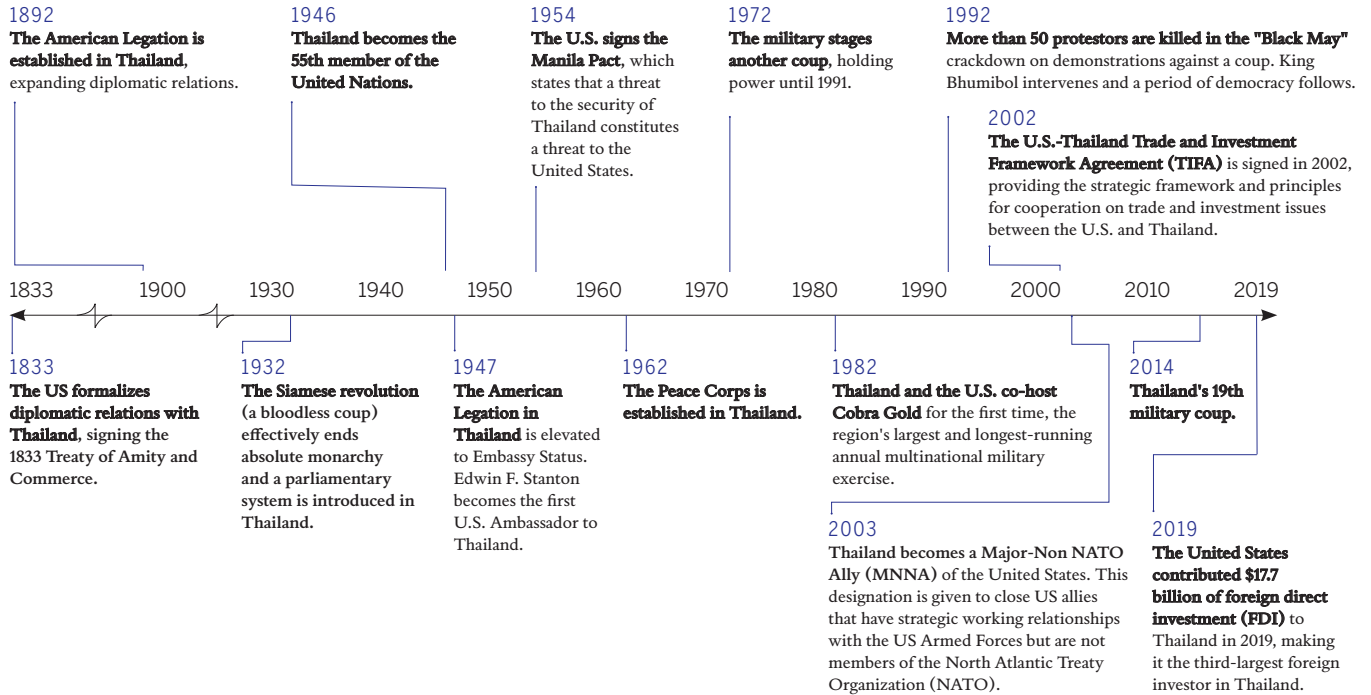 1892
The American Legation is
established in Thailand,
expanding diplomatic relations.
1946
Thailand becomes the
55th member of the
United Nations.
1954
The U.S. signs the
Manila Pact, which
states that a threat
to the security of
Thailand constitutes
a threat to the
United States.
1972
The military stages
another coup, holding
power until 1991.
1992
More than 50 protestors are killed in the "Black May"
crackdown on demonstrations against a coup. King
Bhumibol intervenes and a period of democracy follows.
2002
The U.S.-Thailand Trade and Investment
Framework Agreement (TIFA) is signed in 2002,
providing the strategic framework and principles
for cooperation on trade and investment issues
between the U.S. and Thailand.
1833 1900 1930 1940 1950 1960 1970 1980 1990 2000 2010 2019
1833
The US formalizes
diplomatic relations with
Thailand, signing the
1833 Treaty of Amity and
Commerce.
1932
The Siamese revolution
(a bloodless coup)
effectively ends
absolute monarchy
and a parliamentary
system is introduced in
Thailand.
1947
The American
Legation in
Thailand is elevated
to Embassy Status.
Edwin F. Stanton
becomes the first
U.S. Ambassador to
Thailand.
1962
The Peace Corps is
established in Thailand.
1982
Thailand and the U.S. co-host
Cobra Gold for the first time, the
region's largest and longest-running
annual multinational military
exercise.
2003
Thailand becomes a Major-Non NATO
Ally (MNNA) of the United States. This
designation is given to close US allies
that have strategic working relationships
with the US Armed Forces but are not
members of the North Atlantic Treaty
Organization (NATO).
2014
Thailand's 19th
military coup.
2019
The United States
contributed $17.7
billion of foreign direct
investment (FDI) to
Thailand in 2019, making
it the third-largest foreign
investor in Thailand.